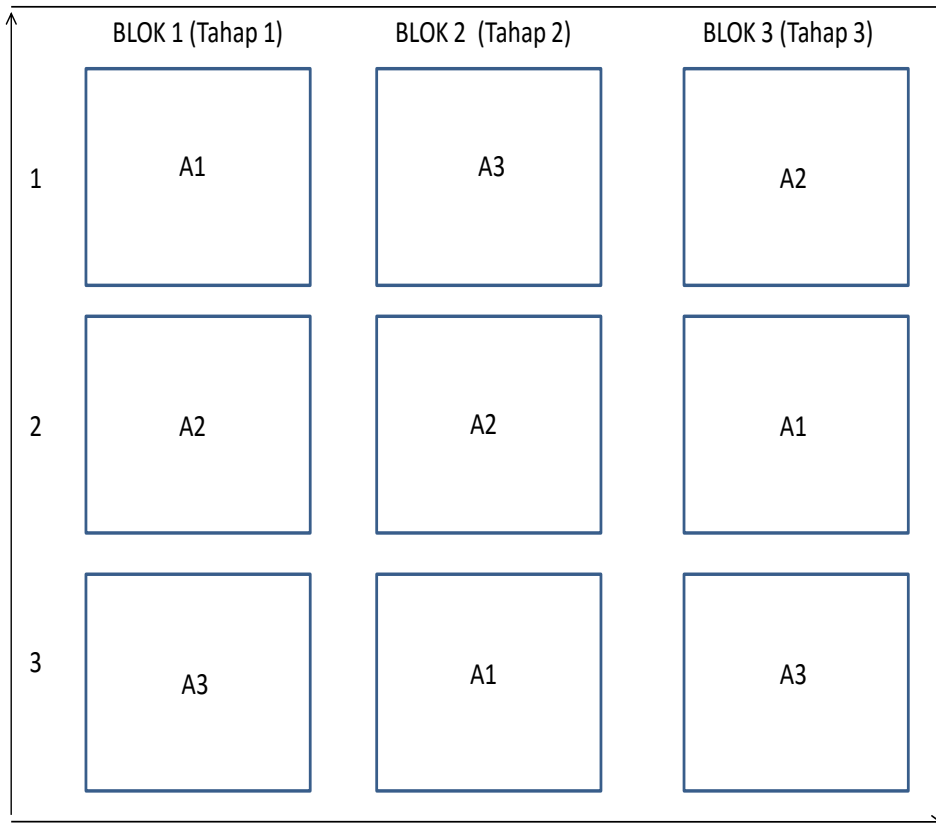 BLOK 1 (Tahap 1) BLOK 2 (Tahap 2) BLOK 3 (Tahap 3)
1 A1 A3 A2
2 A2 A2 A1
3 A3 A1 A3